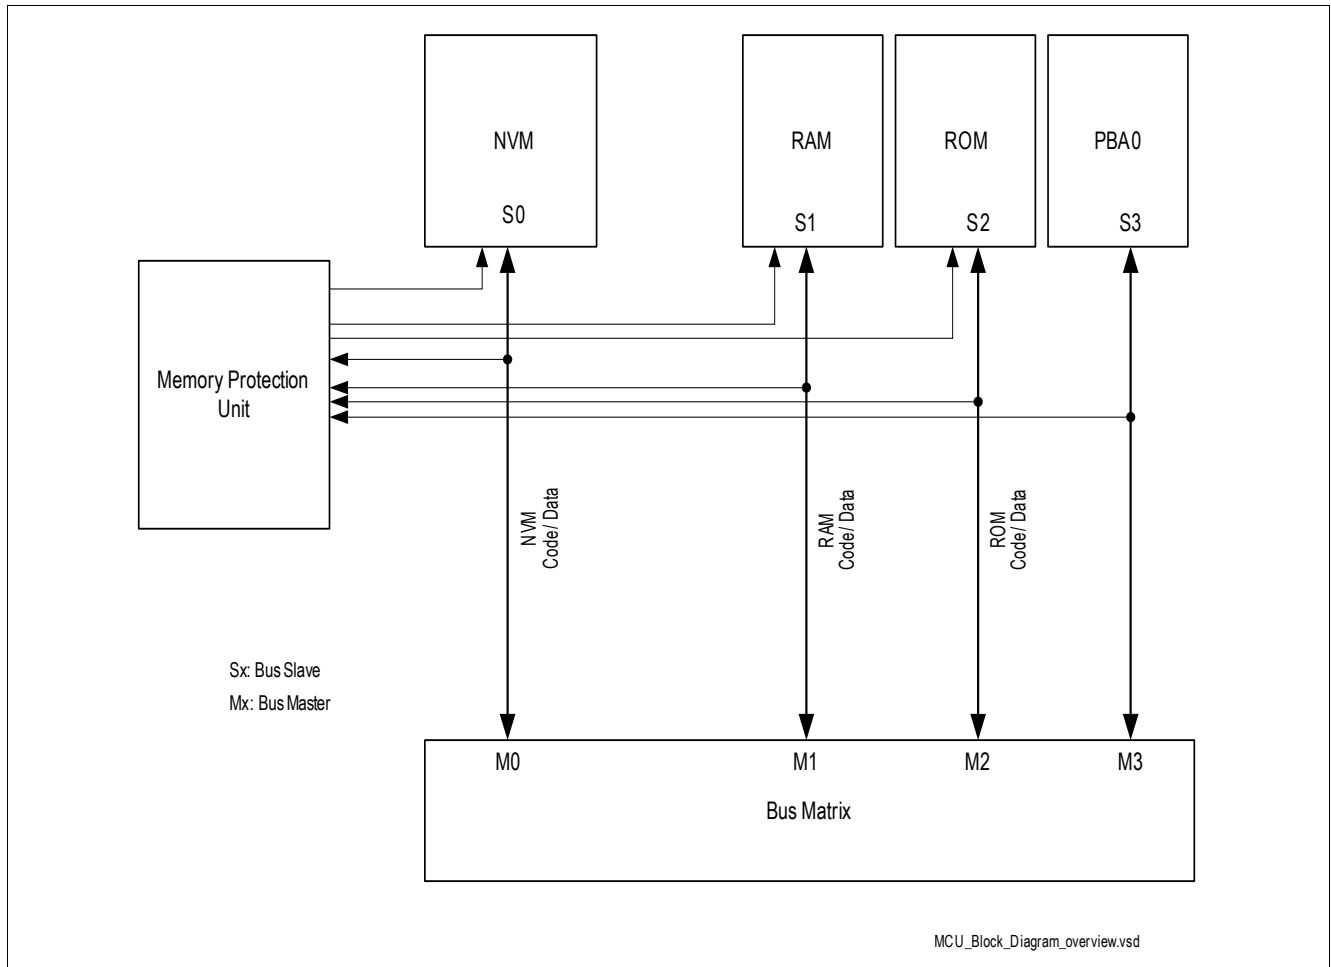 NVM
RAM
ROM
PBA0
S0
S1
S2
S3
Memory Protection
Unit
NVM
Code/ Data
RAM
Code/ Data
ROM
Code/ Data
Sx: Bus Slave
Mx: Bus Master
M0
M1
M2
M3
Bus Matrix
MCU_Block_Diagram_overview.vsd